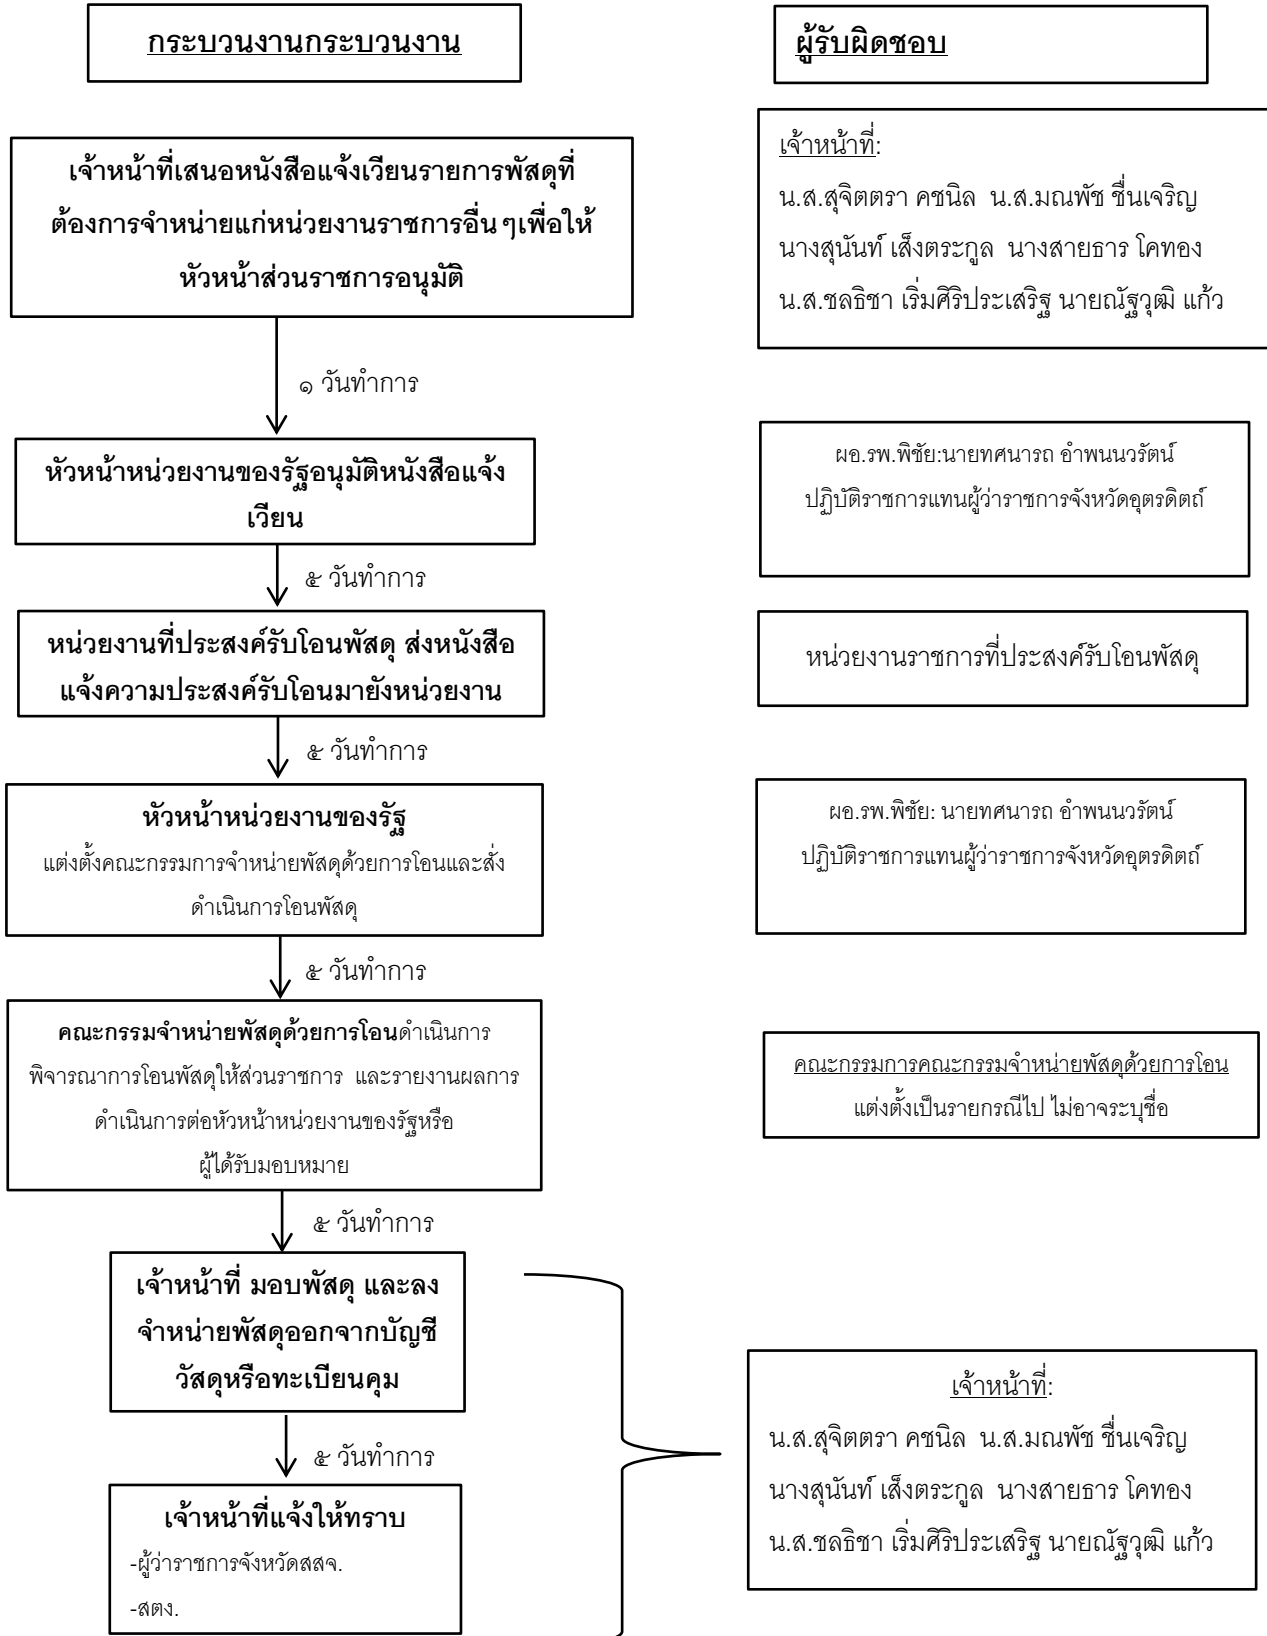 กระบวนงานกระบวนงาน
ผู้รับผิดชอบ
เจ้าหน้าที่เสนอหนังสือแจ้งเวียนรายการพัสดุที่
ต้องการจำหน่ายแก่หน่วยงานราชการอื่นๆเพื่อให้
หัวหน้าส่วนราชการอนุมัติ
เจ้าหน้าที่:
น.ส.สุจิตตรา คชนิล น.ส.มณพัช ชื่นเจริญ
นางสุนันท์ เส็งตระกูล นางสายธาร โคทอง
น.ส.ชลธิชา เริ่มศิริประเสริฐ นายณัฐวุฒิ แก้ว
๑ วันทำการ
หัวหน้าหน่วยงานของรัฐอนุมัติหนังสือแจ้ง
เวียน
ผอ.รพ.พิชัย:นายทศนารถ อำพนนวรัตน์
ปฏิบัติราชการแทนผู้ว่าราชการจังหวัดอุตรดิตถ์
๕ วันทำการ
หน่วยงานที่ประสงค์รับโอนพัสดุ ส่งหนังสือ
แจ้งความประสงค์รับโอนมายังหน่วยงาน
หน่วยงานราชการที่ประสงค์รับโอนพัสดุ
๕ วันทำการ
หัวหน้าหน่วยงานของรัฐ
แต่งตั้งคณะกรรมการจำหน่ายพัสดุด้วยการโอนและสั่ง
ดำเนินการโอนพัสดุ
ผอ.รพ.พิชัย: นายทศนารถ อำพนนวรัตน์
ปฏิบัติราชการแทนผู้ว่าราชการจังหวัดอุตรดิตถ์
๕ วันทำการ
คณะกรรมจำหน่ายพัสดุด้วยการโอนดำเนินการ
พิจารณาการโอนพัสดุให้ส่วนราชการ และรายงานผลการ
ดำเนินการต่อหัวหน้าหน่วยงานของรัฐหรือ
ผู้ได้รับมอบหมาย
คณะกรรมการคณะกรรมจำหน่ายพัสดุด้วยการโอน
แต่งตั้งเป็นรายกรณีไป ไม่อาจระบุชื่อ
๕ วันทำการ
เจ้าหน้าที่ มอบพัสดุ และลง
จำหน่ายพัสดุออกจากบัญชี
วัสดุหรือทะเบียนคุม
๕ วันทำการ
เจ้าหน้าที่แจ้งให้ทราบ
-ผู้ว่าราชการจังหวัดสสจ.
-สตง.
เจ้าหน้าที่:
น.ส.สุจิตตรา คชนิล น.ส.มณพัช ชื่นเจริญ
นางสุนันท์ เส็งตระกูล นางสายธาร โคทอง
น.ส.ชลธิชา เริ่มศิริประเสริฐ นายณัฐวุฒิ แก้ว